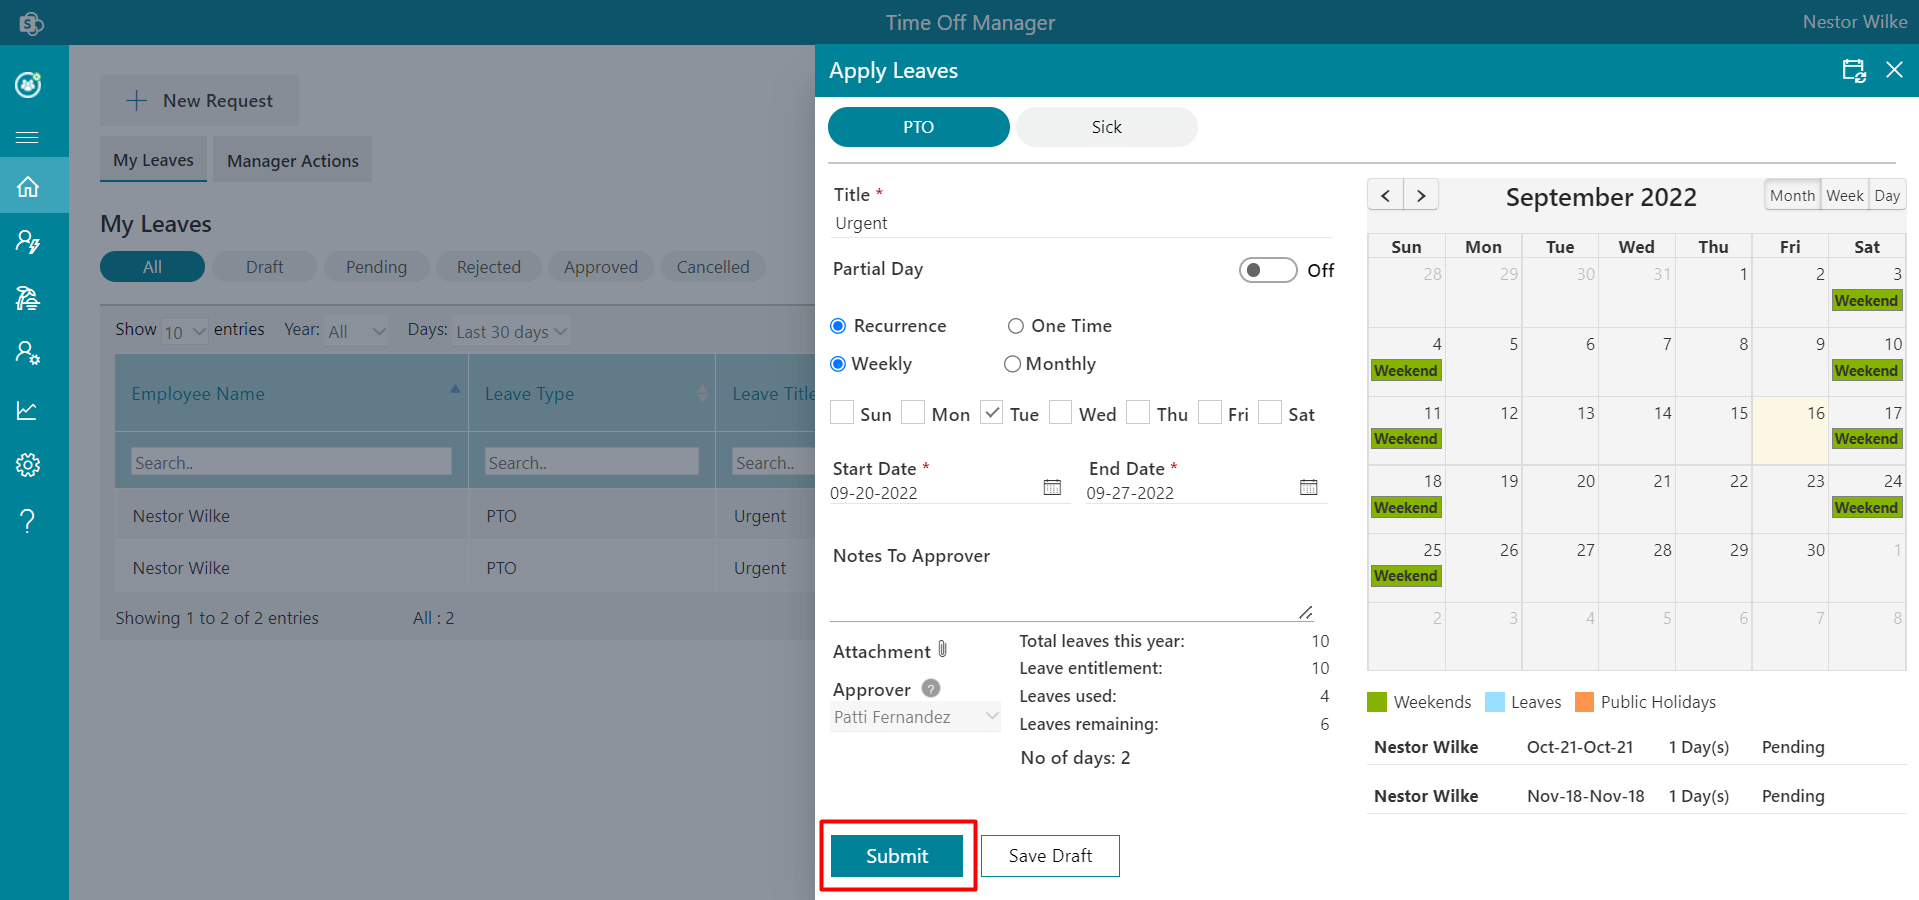 Time Off Manager
Nestor Wilke
New Request
My Leaves Manager Actions
My Leaves
All Draft Pending Rejected Approved Cancelled
Show 10 entries Year: All Days: Last 30 days
Employee Name Leave Type Leave Title
Search.. Search.. Search..
Nestor Wilke PTO Urgent
Nestor Wilke PTO Urgent
Showing 1 to 2 of 2 entries All : 2
Apply Leaves
PTO Sick
Title *
Urgent
Partial Day Off
Recurrence One Time
Weekly Monthly
Sun Mon Tue Wed Thu Fri Sat
Start Date * End Date *
09-20-2022 09-27-2022
Notes To Approver
Attachment
Approver ?
Patti Fernandez
Total leaves this year: 10
Leave entitlement: 10
Leaves used: 4
Leaves remaining: 6
No of days: 2
Submit Save Draft
September 2022
Month Week Day
Sun Mon Tue Wed Thu Fri Sat
28 29 30 31 1 2 3
Weekend
4 5 6 7 8 9 10
Weekend Weekend
11 12 13 14 15 16 17
Weekend Weekend
18 19 20 21 22 23 24
Weekend Weekend
25 26 27 28 29 30 1
Weekend
2 3 4 5 6 7 8
Weekends Leaves Public Holidays
Nestor Wilke Oct-21-Oct-21 1 Day(s) Pending
Nestor Wilke Nov-18-Nov-18 1 Day(s) Pending